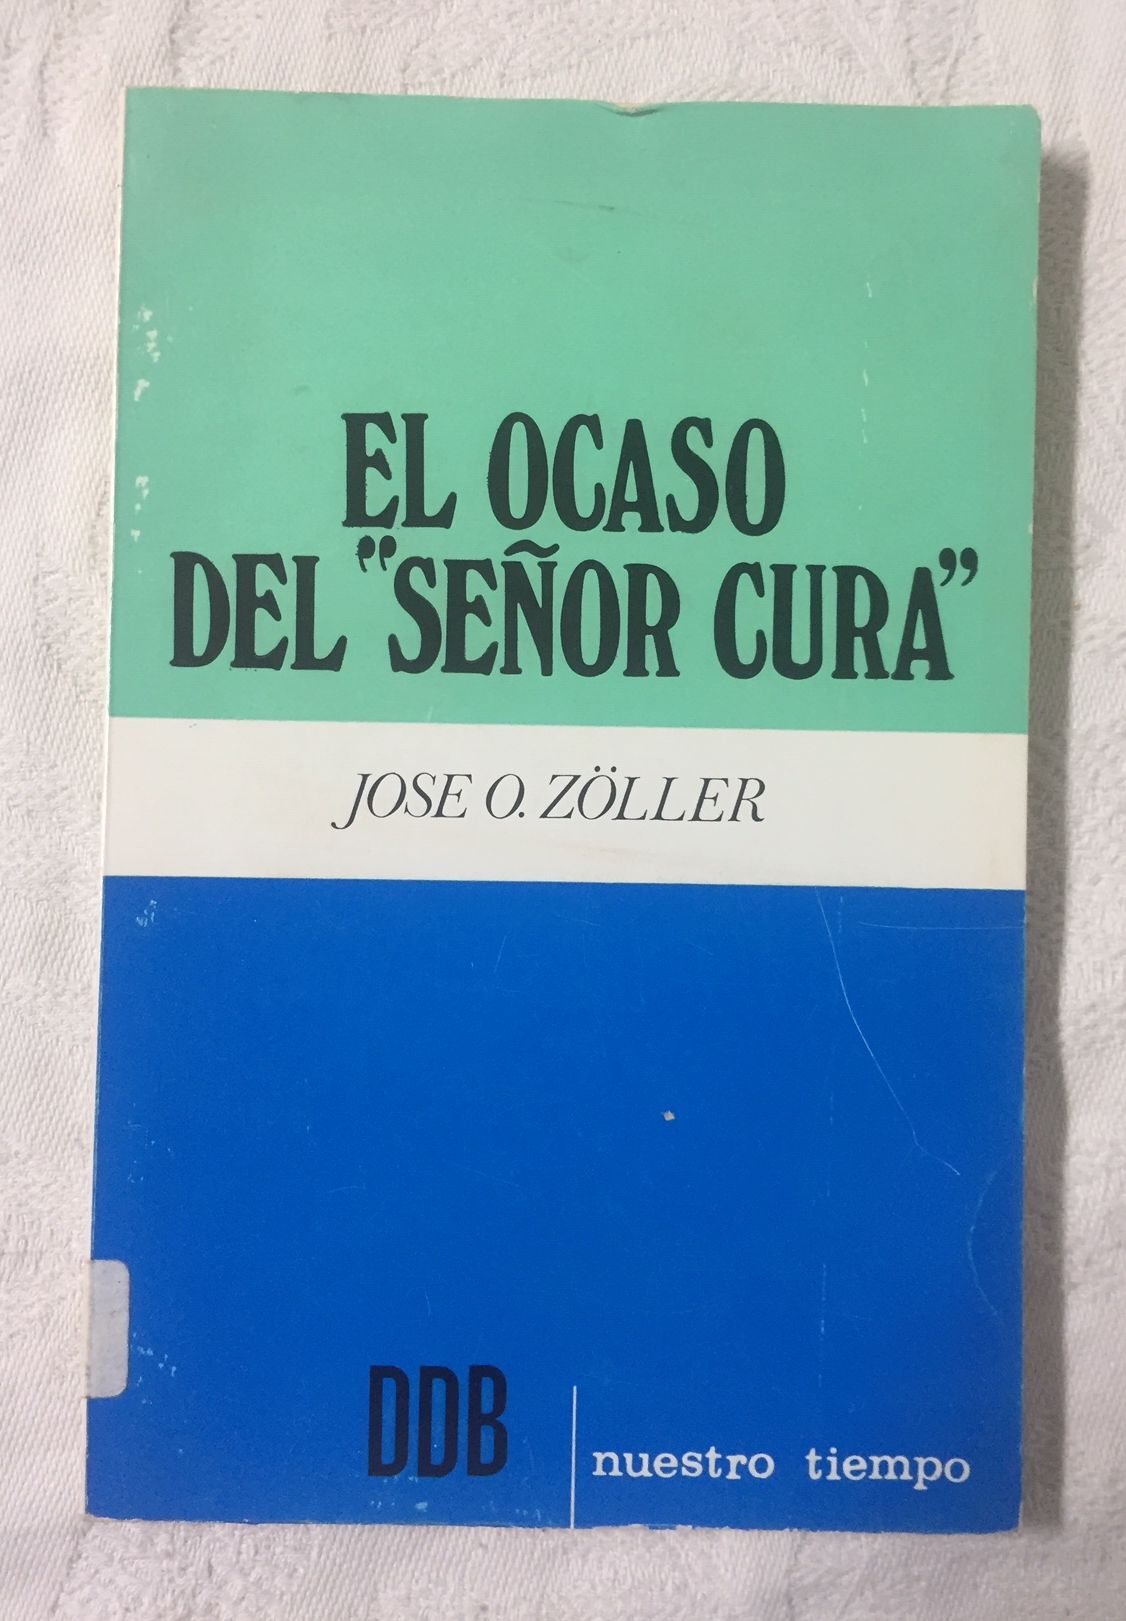 EL OCASO
DEL "SEÑOR CURA"
JOSE O. ZÖLLER
DDB
nuestro tiempo